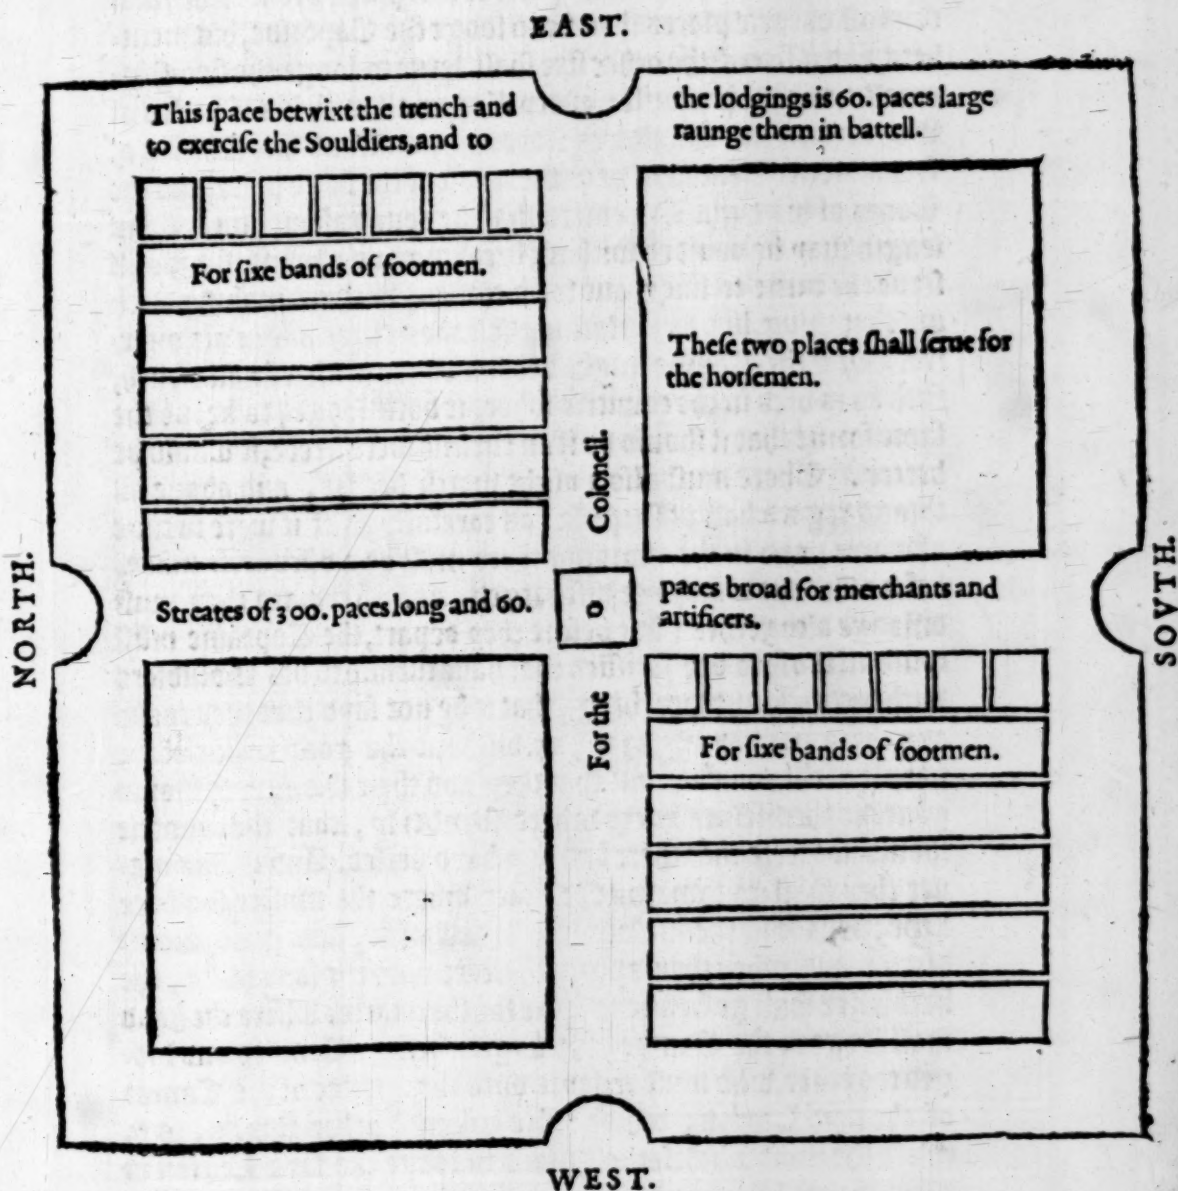 EAST.
This ſpace betwixt the trench and the lodgings is 60. paces large
to exerciſe the Souldiers, and to raunge them in battell.
For ſixe bands of footmen.
Theſe two places ſhall ſerue for
the horſemen.
NORTH.
SOVTH.
Streates of 300. paces long and 60. paces broad for merchants and
artificers.
For the Colonell.
o
For ſixe bands of footmen.
WEST.